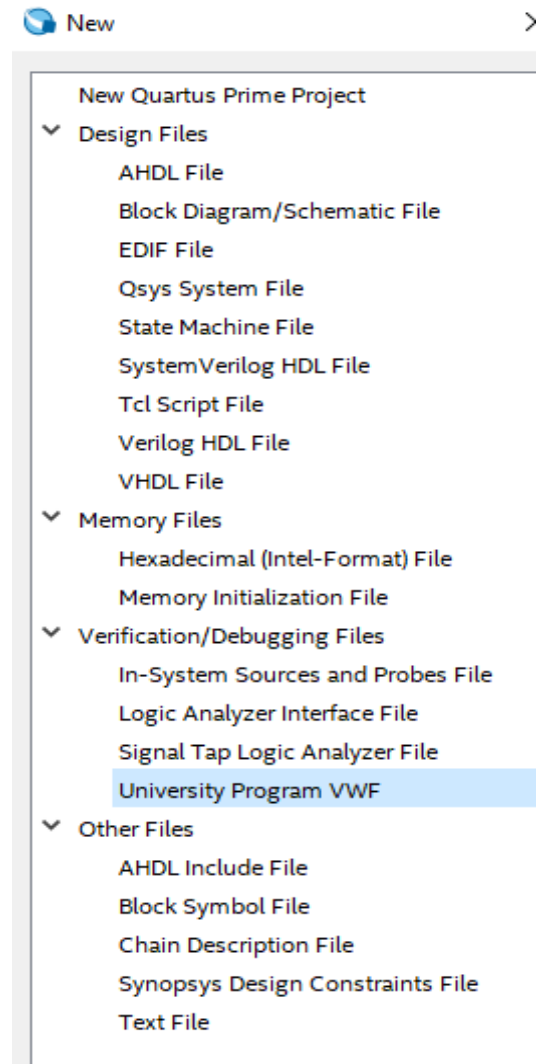 New
New Quartus Prime Project
Design Files
AHDL File
Block Diagram/Schematic File
EDIF File
Qsys System File
State Machine File
SystemVerilog HDL File
Tcl Script File
Verilog HDL File
VHDL File
Memory Files
Hexadecimal (Intel-Format) File
Memory Initialization File
Verification/Debugging Files
In-System Sources and Probes File
Logic Analyzer Interface File
Signal Tap Logic Analyzer File
University Program VWF
Other Files
AHDL Include File
Block Symbol File
Chain Description File
Synopsys Design Constraints File
Text File